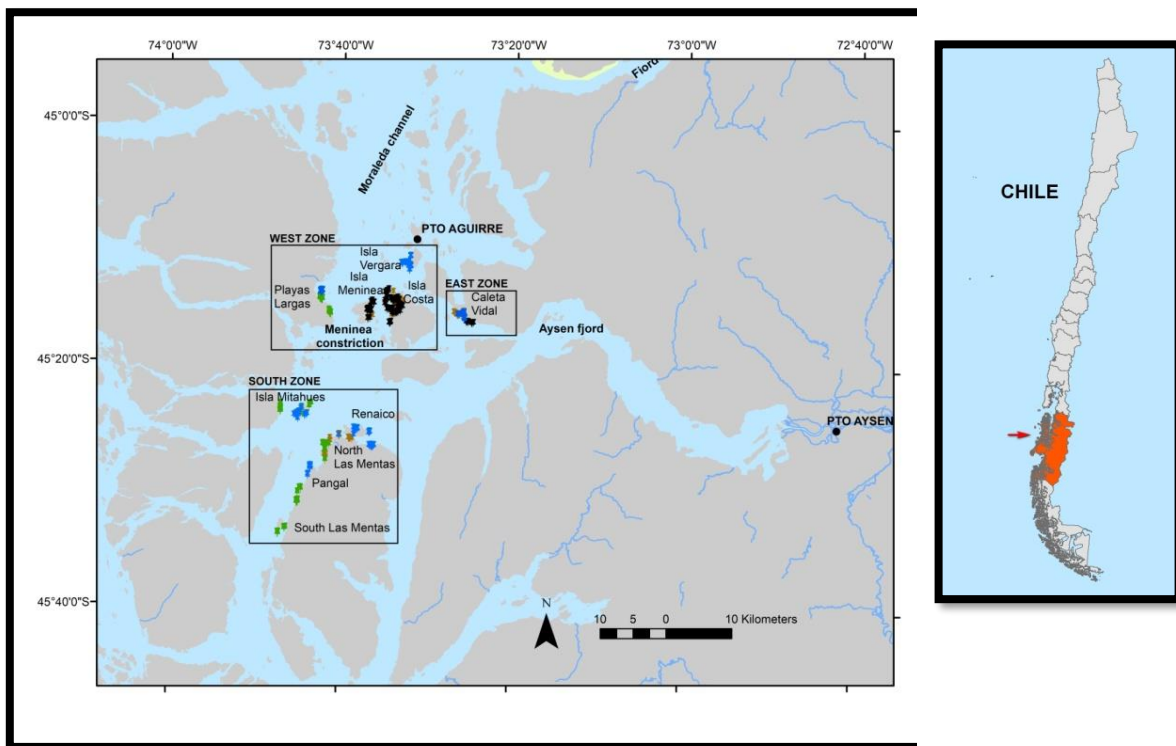 74°0'0"W
73°40'0"W
73°20'0"W
73°0'0"W
72°40'0"W
Fiord
45°0'0"S
Moraleda channel
CHILE
PTO AGUIRRE
WEST ZONE
Isla
Vergara
Isla
Meninea
Isla
Costa
EAST ZONE
Caleta
Vidal
Playas
Largas
Meninea
constriction
Aysen fjord
45°20'0"S
SOUTH ZONE
Isla Mitahues
Renaico
PTO AYSEN
North
Las Mentas
Pangal
South Las Mentas
45°40'0"S
N
10 5 0 10 Kilometers